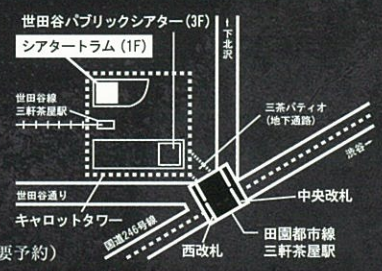 世田谷パブリックシアター(3F)
シアタートラム(1F)
↑下北沢
世田谷線
三軒茶屋駅
三茶パティオ
(地下通路)
渋谷→
世田谷通り
キャロットタワー
国道246号線
中央改札
西改札
田園都市線
三軒茶屋駅
要予約)